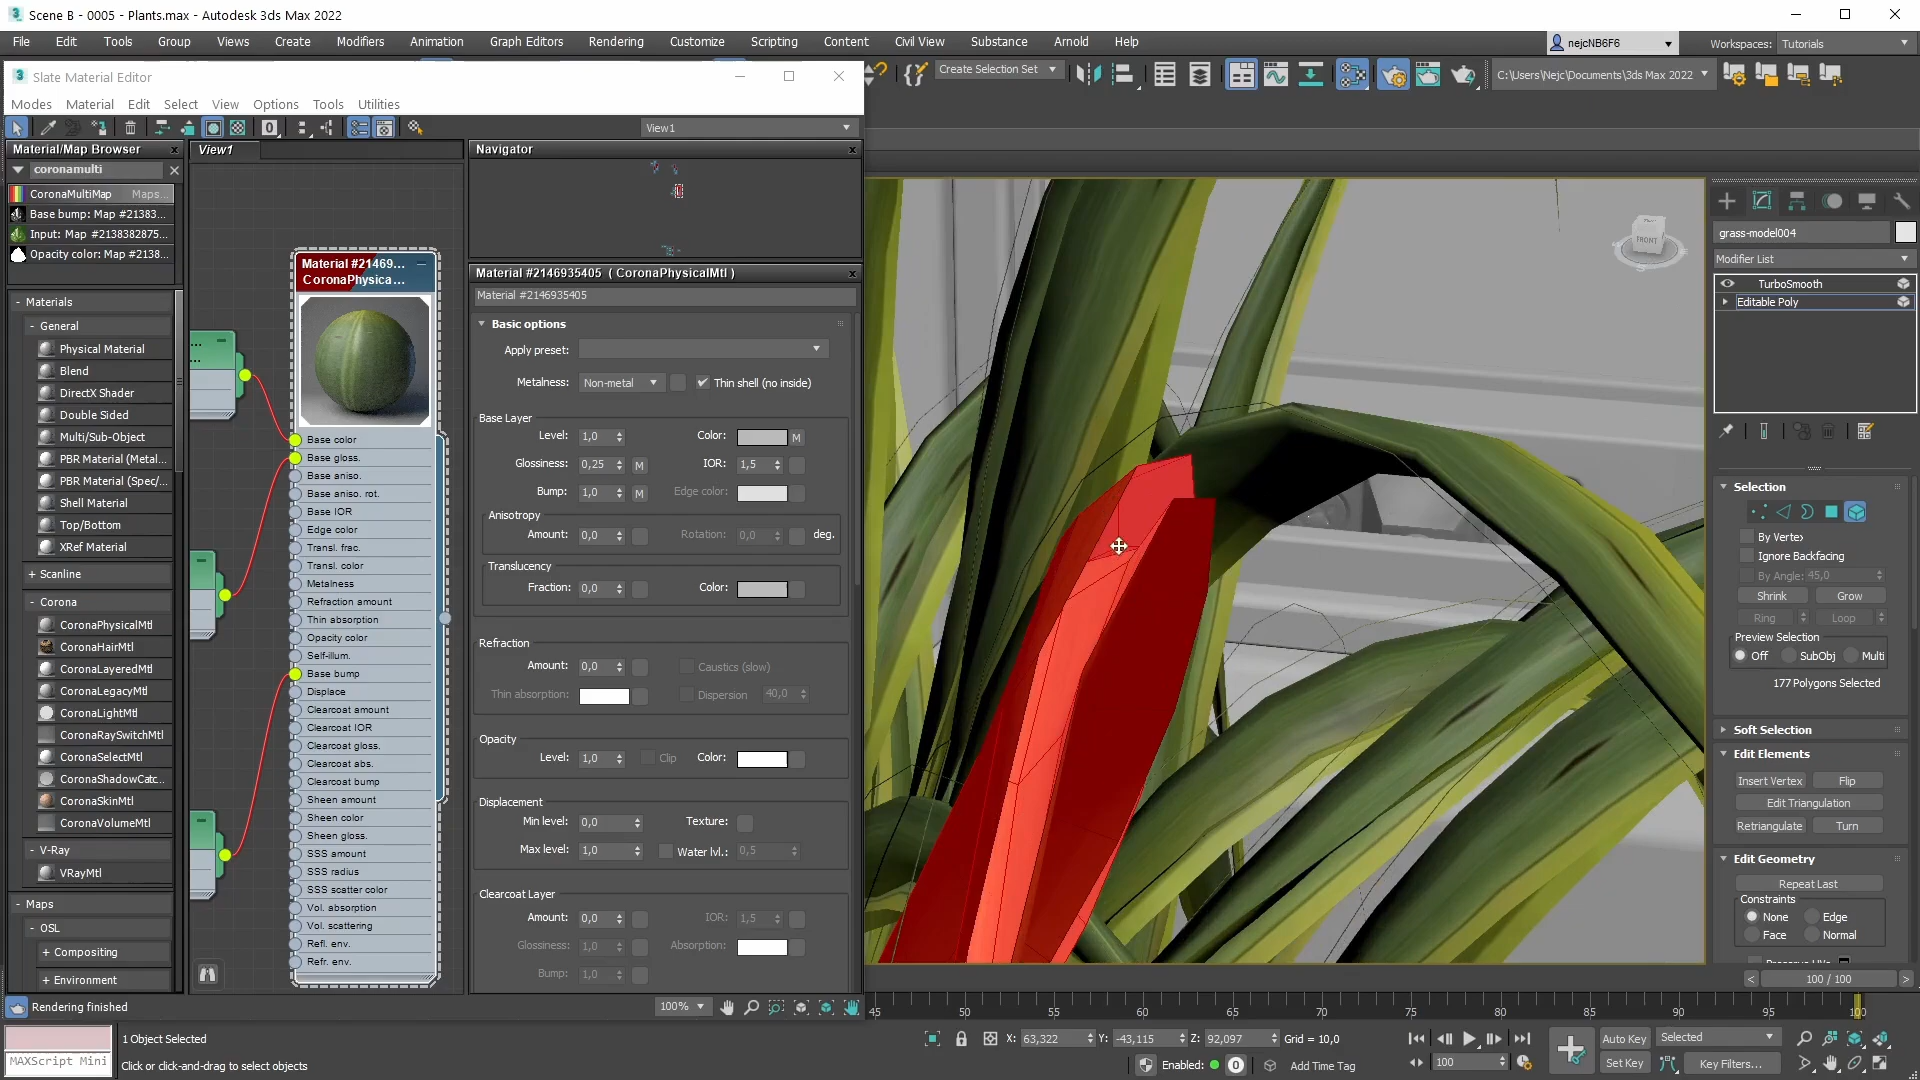 Scene B - 0005 - Plants.max - Autodesk 3ds Max 2022
File Edit Tools Group Views Create Modifiers Animation Graph Editors Rendering Customize Scripting Content Civil View Substance Arnold Help
nejcNB6F6
Workspaces: Tutorials
Slate Material Editor
Create Selection Set
C:\Users\Nejc\Documents\3ds Max 2022
Modes Material Edit Select View Options Tools Utilities
View1
Material/Map Browser
coronamulti
CoronaMultiMap Maps...
Base bump: Map #21383...
Input: Map #2138382875...
Opacity color: Map #2138...
- Materials
- General
Physical Material
Blend
DirectX Shader
Double Sided
Multi/Sub-Object
PBR Material (Metal...
PBR Material (Spec/...
Shell Material
Top/Bottom
XRef Material
+ Scanline
- Corona
CoronaPhysicalMtl
CoronaHairMtl
CoronaLayeredMtl
CoronaLegacyMtl
CoronaLightMtl
CoronaRaySwitchMtl
CoronaSelectMtl
CoronaShadowCatc...
CoronaSkinMtl
CoronaVolumeMtl
- V-Ray
VRayMtl
- Maps
- OSL
+ Compositing
+ Environment
View1
Material #21469...
CoronaPhysica...
Base color
Base gloss.
Base aniso.
Base aniso. rot.
Base IOR
Edge color
Transl. frac.
Transl. color
Metalness
Refraction amount
Thin absorption
Opacity color
Self-illum.
Base bump
Displace
Clearcoat amount
Clearcoat IOR
Clearcoat gloss.
Clearcoat abs.
Clearcoat bump
Sheen amount
Sheen color
Sheen gloss.
SSS amount
SSS radius
SSS scatter color
Vol. absorption
Vol. scattering
Refl. env.
Refr. env.
Navigator
Material #2146935405 ( CoronaPhysicalMtl )
Material #2146935405
Basic options
Apply preset:
Metalness: Non-metal Thin shell (no inside)
Base Layer
Level: 1,0 Color: M
Glossiness: 0,25 M IOR: 1,5
Bump: 1,0 M Edge color:
Anisotropy
Amount: 0,0 Rotation: 0,0 deg.
Translucency
Fraction: 0,0 Color:
Refraction
Amount: 0,0 Caustics (slow)
Thin absorption: Dispersion 40,0
Opacity
Level: 1,0 Clip Color:
Displacement
Min level: 0,0 Texture:
Max level: 1,0 Water lvl.: 0,5
Clearcoat Layer
Amount: 0,0 IOR: 1,5
Glossiness: 1,0 Absorption:
Bump: 1,0
Rendering finished
100%
FRONT
grass-model004
Modifier List
TurboSmooth
Editable Poly
Selection
By Vertex
Ignore Backfacing
By Angle: 45,0
Shrink Grow
Ring Loop
Preview Selection
Off SubObj Multi
177 Polygons Selected
Soft Selection
Edit Elements
Insert Vertex Flip
Edit Triangulation
Retriangulate Turn
Edit Geometry
Repeat Last
Constraints
None Edge
Face Normal
< 100 / 100 >
45 50 55 60 65 70 75 80 85 90 95 100
1 Object Selected
X: 63,322 Y: -43,115 Z: 92,097 Grid = 10,0
Auto Key Selected
MAXScript Mini
Click or click-and-drag to select objects
Enabled: 0 Add Time Tag
100
Set Key Key Filters...